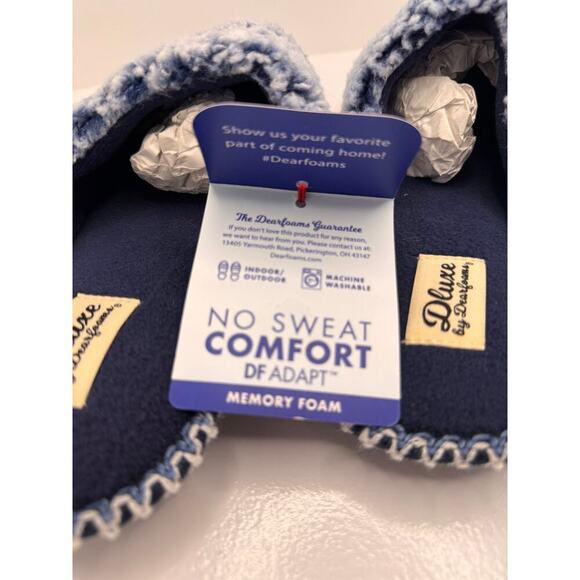 Show us your favorite
part of coming home!
#Dearfoams
The Dearfoams Guarantee
If you don't love this product for any reason,
we want to hear from you. Please contact us at:
13405 Yarmouth Road, Pickerington, OH 43147
Dearfoams.com
INDOOR/
OUTDOOR
MACHINE
WASHABLE
NO SWEAT
COMFORT
DF ADAPT™
MEMORY FOAM
Dluxe
by Dearfoams
Dluxe
by Dearfoams